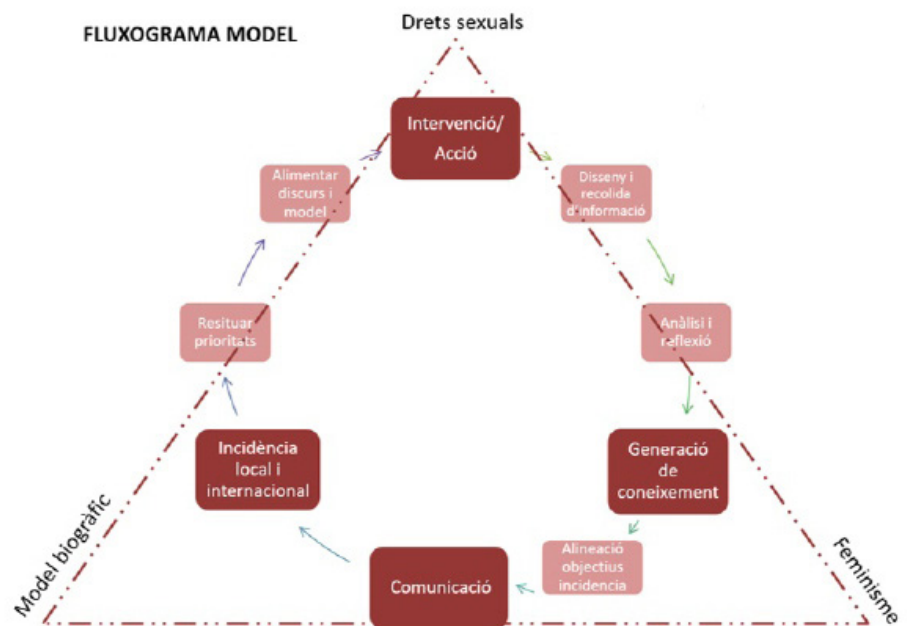 FLUXOGRAMA MODEL
Drets sexuals
Intervenció/
Acció
Disseny i
recolida
d'informació
Anàlisi i
reflexió
Generació
de
coneixement
Alineació
objectius
incidencia
Comunicació
Incidència
local i
internacional
Resituar
prioritats
Alimentar
discurs i
model
Model biogràfic
Feminisme